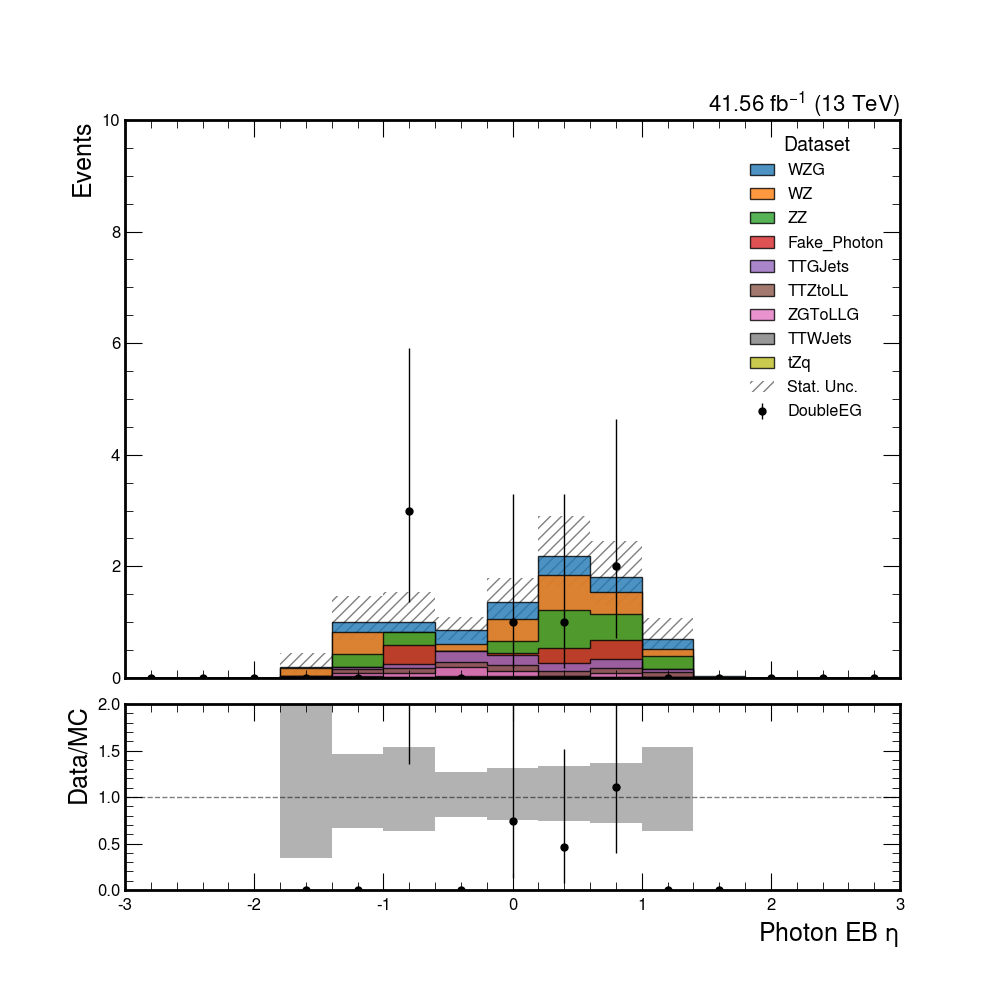 41.56 fb⁻¹ (13 TeV)
Events
10
8
6
4
2
0
Dataset
WZG
WZ
ZZ
Fake_Photon
TTGJets
TTZtoLL
ZGToLLG
TTWJets
tZq
Stat. Unc.
DoubleEG
Data/MC
2.0
1.5
1.0
0.5
0.0
-3 -2 -1 0 1 2 3
Photon EB η